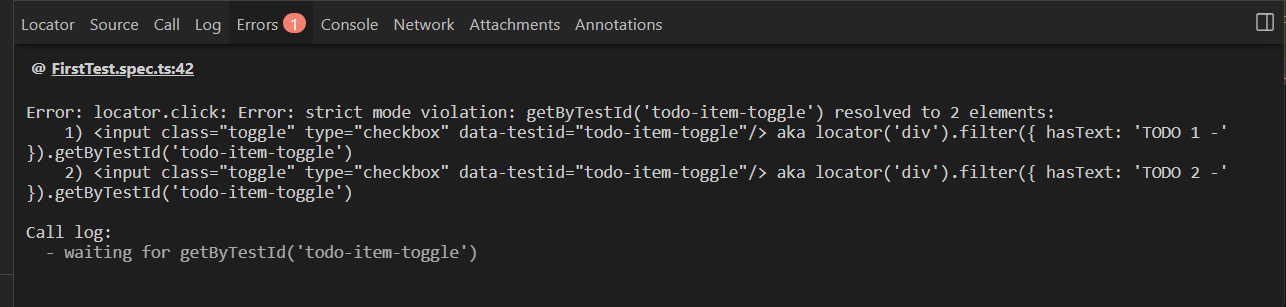 Locator Source Call Log Errors 1 Console Network Attachments Annotations
@ FirstTest.spec.ts:42
Error: locator.click: Error: strict mode violation: getByTestId('todo-item-toggle') resolved to 2 elements:
    1) <input class="toggle" type="checkbox" data-testid="todo-item-toggle"/> aka locator('div').filter({ hasText: 'TODO 1 -'
}).getByTestId('todo-item-toggle')
    2) <input class="toggle" type="checkbox" data-testid="todo-item-toggle"/> aka locator('div').filter({ hasText: 'TODO 2 -'
}).getByTestId('todo-item-toggle')
Call log:
  - waiting for getByTestId('todo-item-toggle')